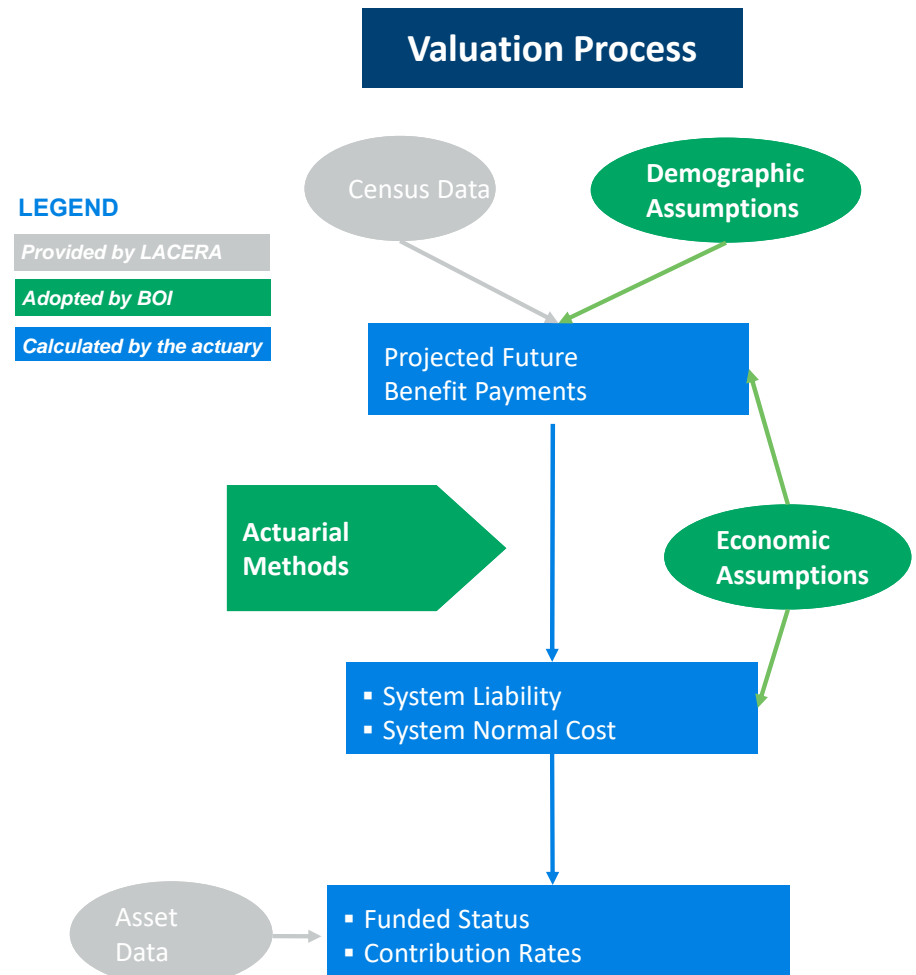 Valuation Process
Census Data
Demographic
Assumptions
LEGEND
Provided by LACERA
Adopted by BOI
Calculated by the actuary
Projected Future
Benefit Payments
Actuarial
Methods
Economic
Assumptions
▪ System Liability
▪ System Normal Cost
Asset
Data
▪ Funded Status
▪ Contribution Rates